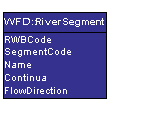 WFD:RiverSegment
RWBCode
SegmentCode
Name
Continua
FlowDirection